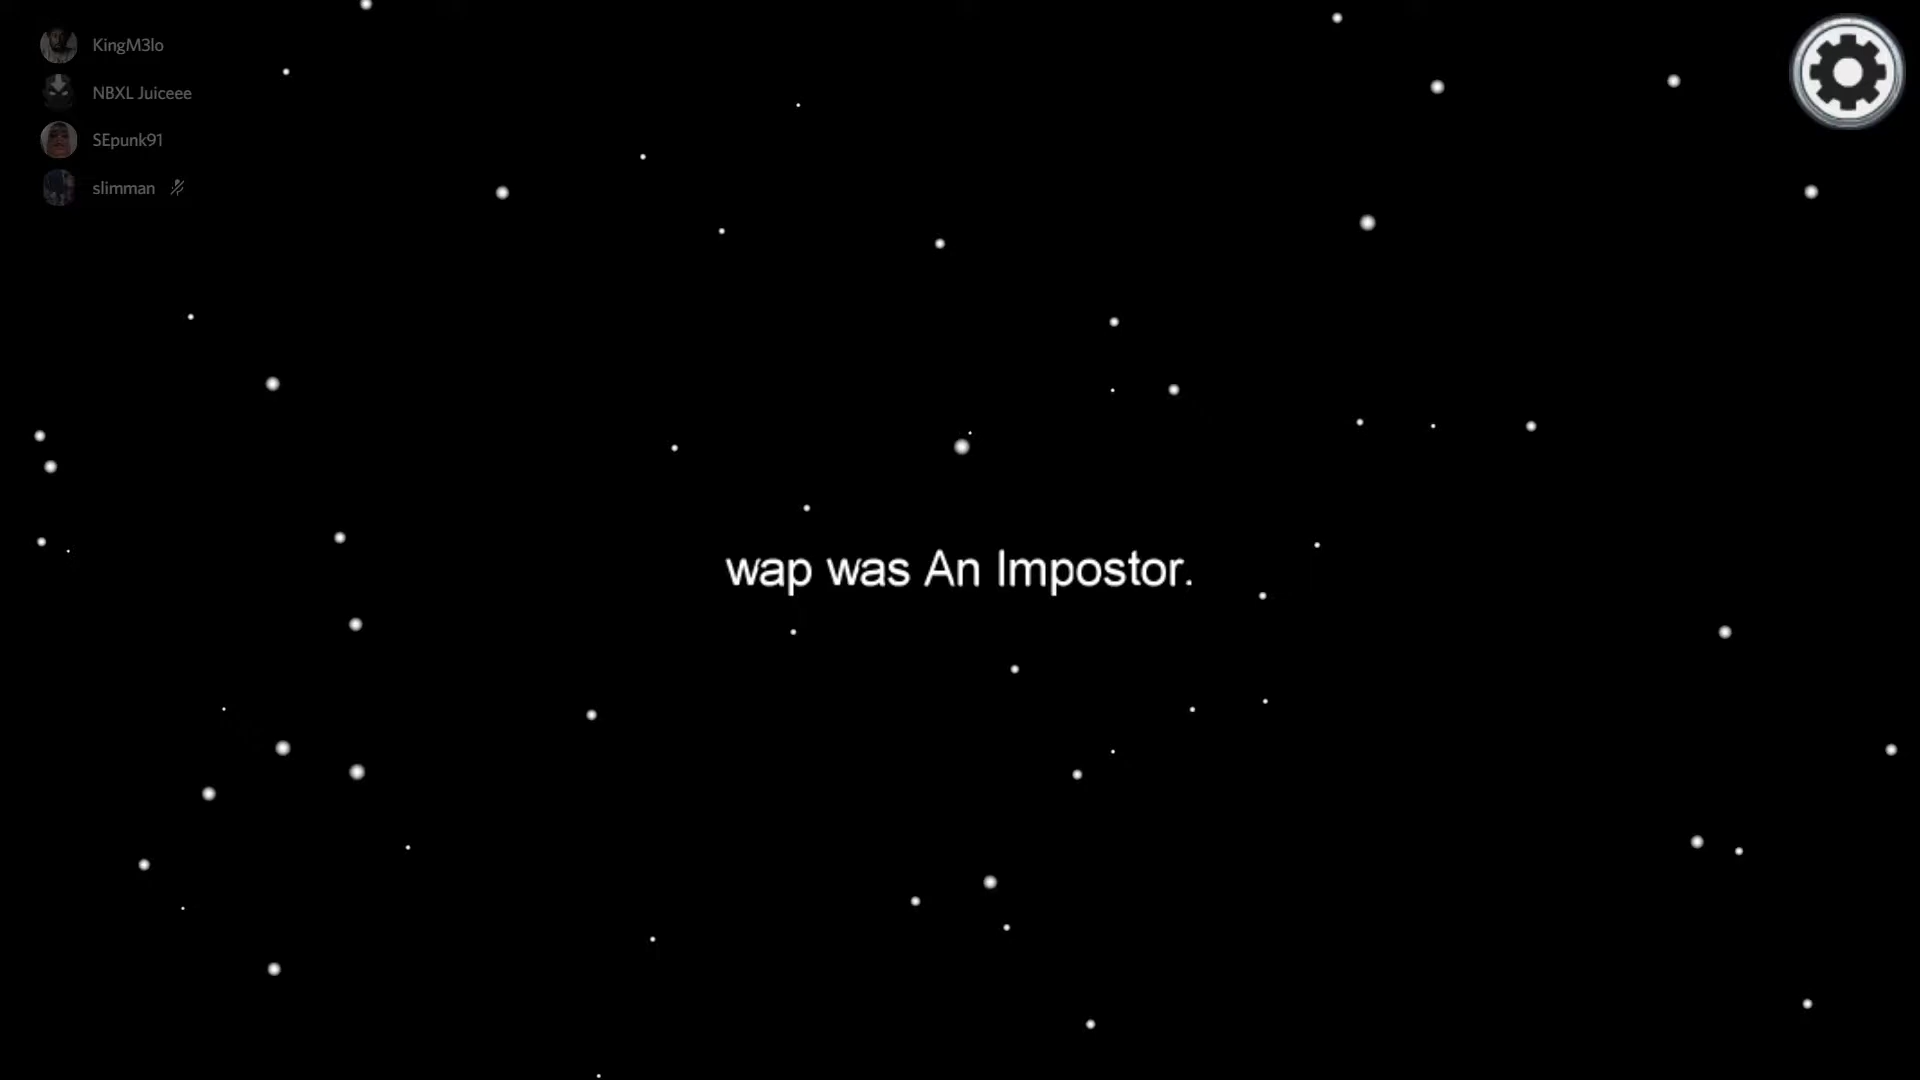 KingM3lo
NBXL Juiceee
SEpunk91
slimman
wap was An Impostor.